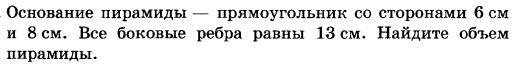 Основание пирамиды — прямоугольник со сторонами 6 см
и 8 см. Все боковые ребра равны 13 см. Найдите объем
пирамиды.